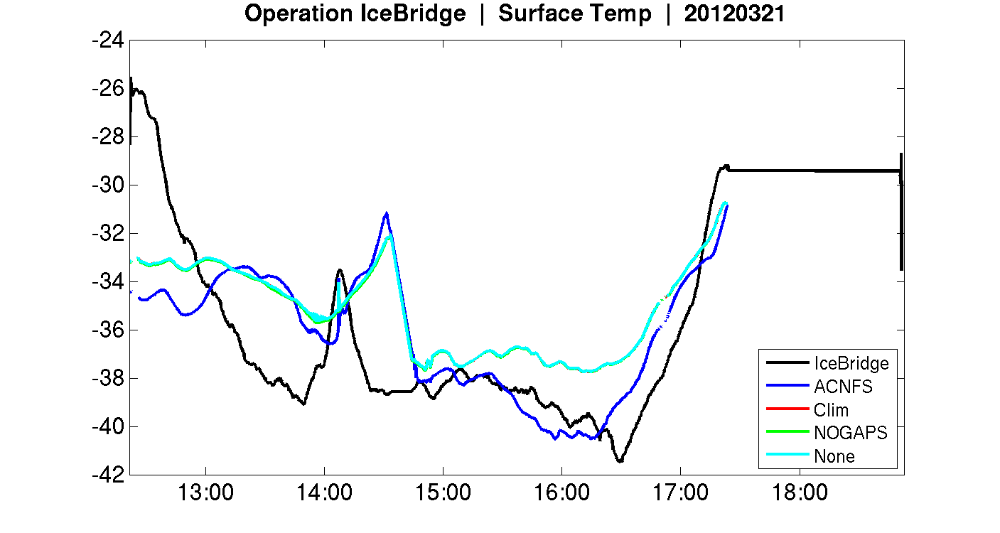 Operation IceBridge | Surface Temp | 20120321
-24
-26
-28
-30
-32
-34
-36
-38
-40
-42
13:00 14:00 15:00 16:00 17:00 18:00
IceBridge
ACNFS
Clim
NOGAPS
None